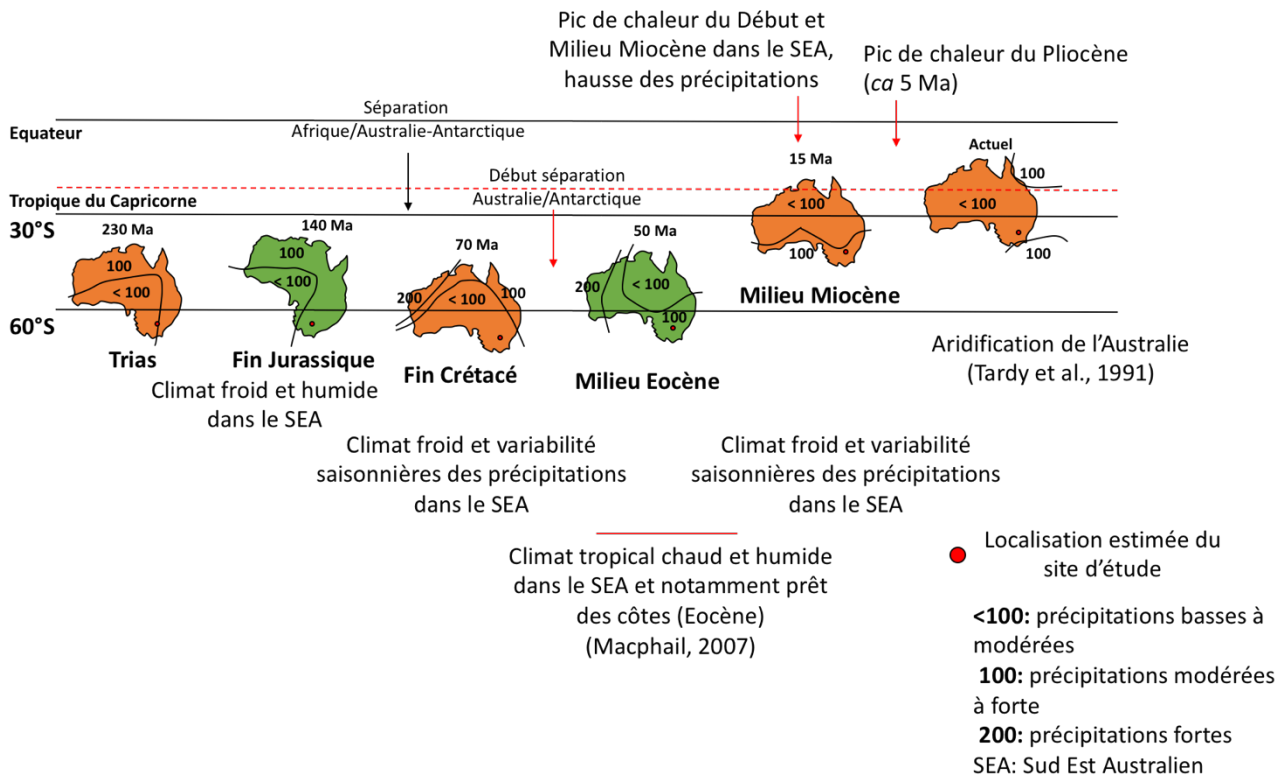 Pic de chaleur du Début et
Milieu Miocène dans le SEA,
hausse des précipitations
Pic de chaleur du Pliocène
(ca 5 Ma)
Séparation
Afrique/Australie-Antarctique
Equateur
Début séparation
Australie/Antarctique
15 Ma
Actuel
100
Tropique du Capricorne
30°S
< 100
< 100
230 Ma
140 Ma
70 Ma
50 Ma
100
100
100
100
< 100
< 100
200
< 100
100
200
< 100
100
Milieu Miocène
60°S
Trias
Fin Jurassique
Fin Crétacé
Milieu Eocène
Climat froid et humide
dans le SEA
Aridification de l'Australie
(Tardy et al., 1991)
Climat froid et variabilité
saisonnières des précipitations
dans le SEA
Climat froid et variabilité
saisonnières des précipitations
dans le SEA
Climat tropical chaud et humide
dans le SEA et notamment prêt
des côtes (Eocène)
(Macphail, 2007)
Localisation estimée du
site d'étude
<100: précipitations basses à
modérées
100: précipitations modérées
à forte
200: précipitations fortes
SEA: Sud Est Australien